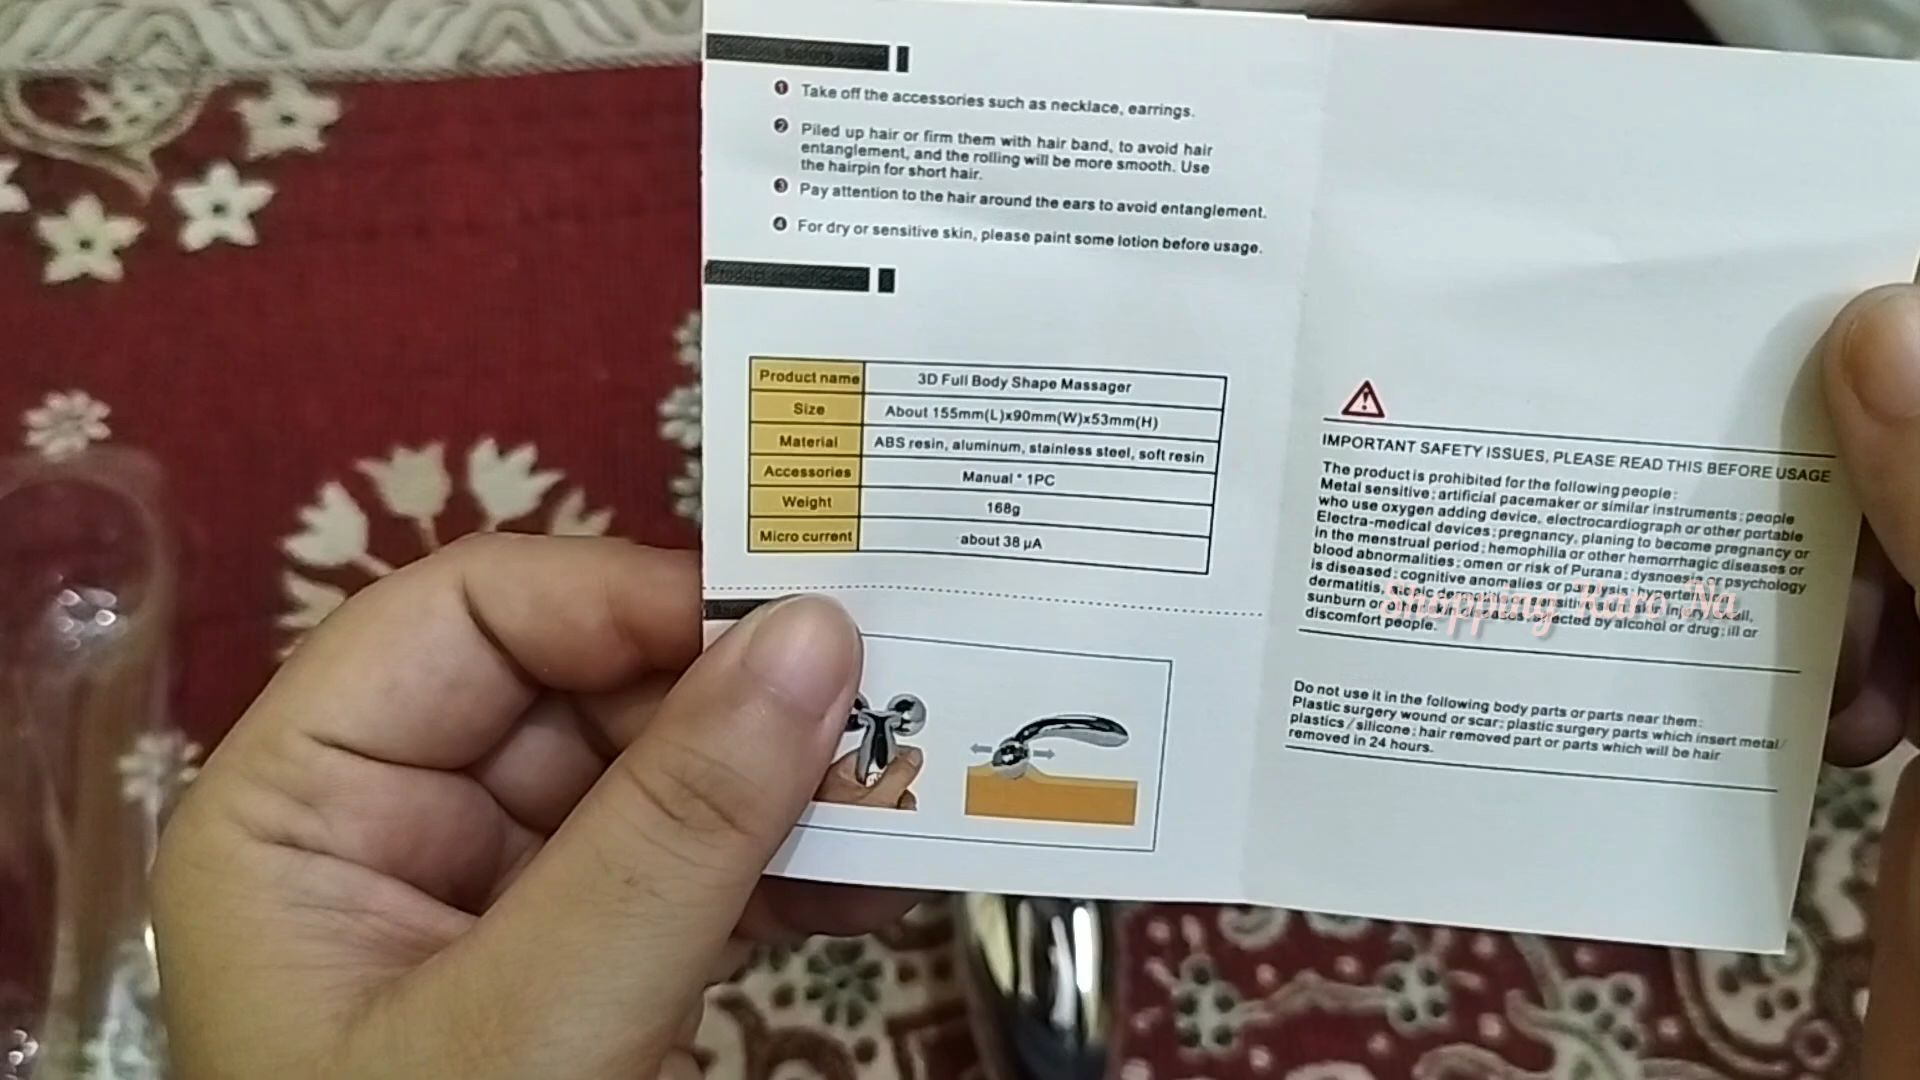 Take off the accessories such as necklace, earrings.
Piled up hair or firm them with hair band, to avoid hair
entanglement, and the rolling will be more smooth. Use
the hairpin for short hair.
Pay attention to the hair around the ears to avoid entanglement.
For dry or sensitive skin, please paint some lotion before usage.
Product specification
Product name 3D Full Body Shape Massager
Size About 155mm(L)x90mm(W)x53mm(H)
Material ABS resin, aluminum, stainless steel, soft resin
Accessories Manual * 1PC
Weight 168g
Micro current about 38 μA
IMPORTANT SAFETY ISSUES, PLEASE READ THIS BEFORE USAGE
The product is prohibited for the following people:
Metal sensitive; artificial pacemaker or similar instruments; people
who use oxygen adding device, electrocardiograph or other portable
Electra-medical devices; pregnancy, planing to become pregnancy or
in the menstrual period; hemophilla or other hemorrhagic diseases or
blood abnormalities; omen or risk of Purana; dysnoesia or psychology
is diseased; cognitive anomalies or paralysis; hypertension,
dermatitis, skin injury,
sunburn or affected by alcohol or drug; ill or
discomfort people.
Shopping Karo Na
Do not use it in the following body parts or parts near them:
Plastic surgery wound or scar; plastic surgery parts which insert metal/
plastics / silicone; hair removed part or parts which will be hair
removed in 24 hours.